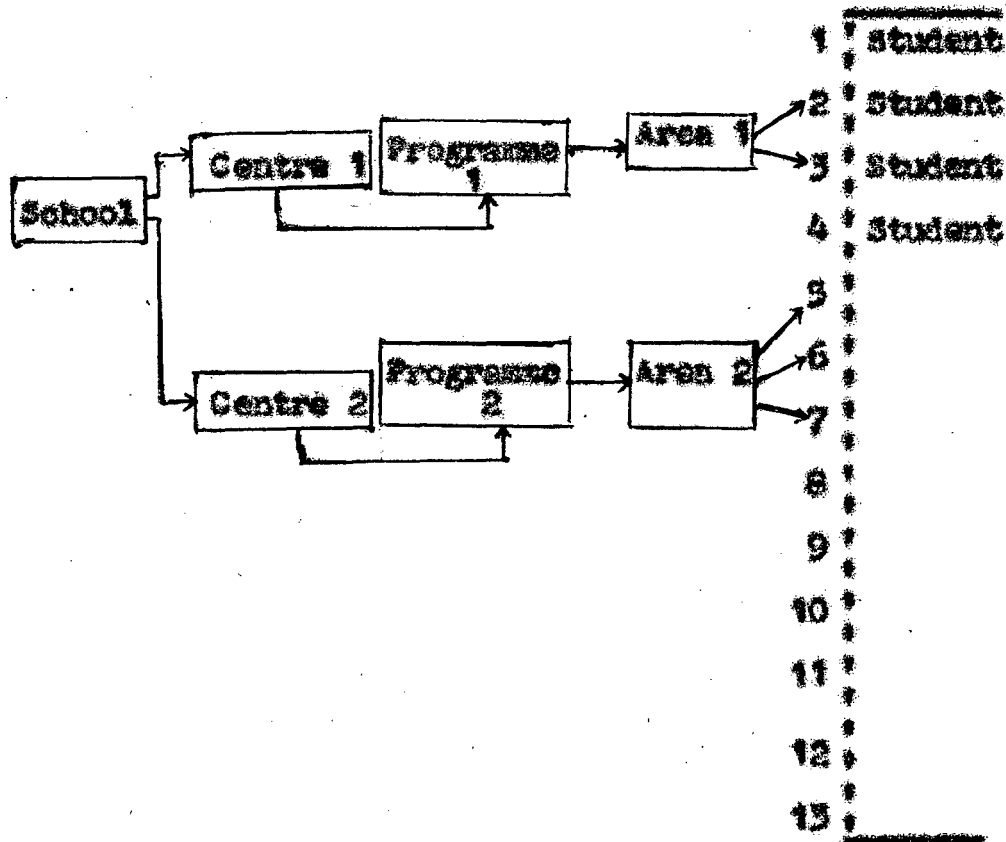 1 Student
2 Student
Centre 1 Programme 1 Area 1
3 Student
School
4 Student
5
Centre 2 Programme 2 Area 2
6
7
8
9
10
11
12
13